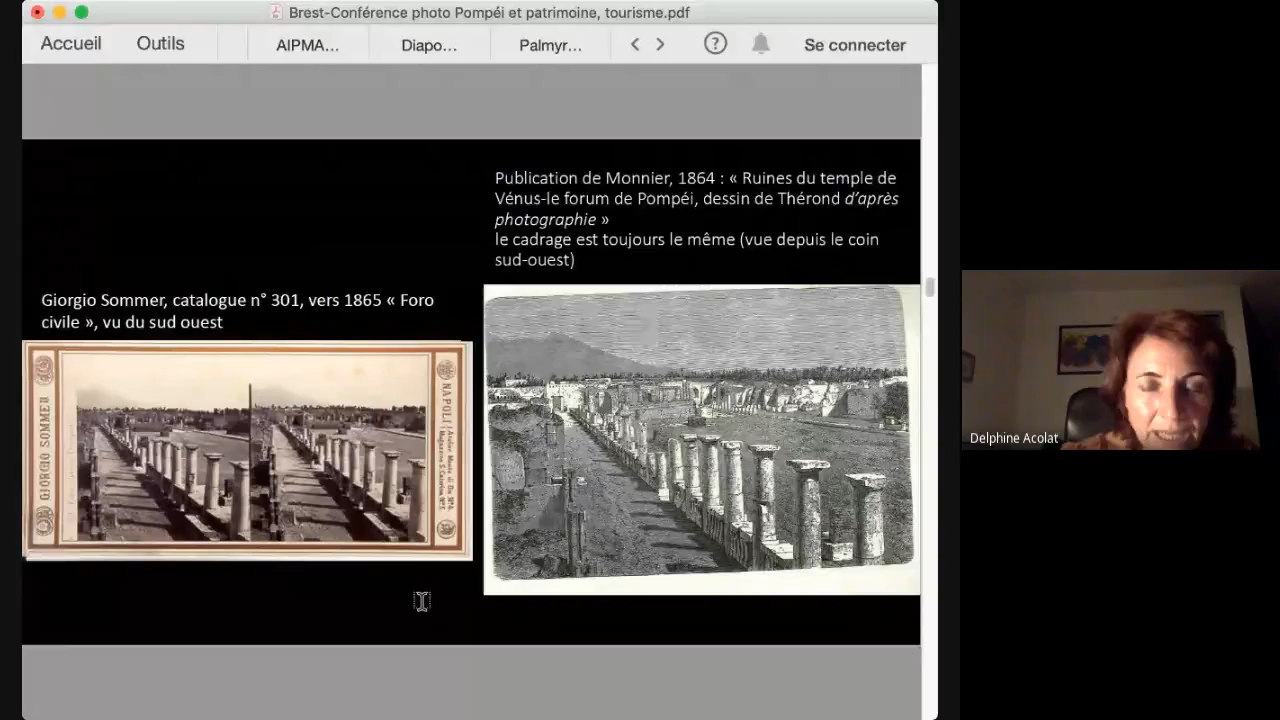 Brest-Conférence photo Pompéi et patrimoine, tourisme.pdf
Accueil
Outils
AIPMA...
Diapo...
Palmyr...
?
Se connecter
Publication de Monnier, 1864 : « Ruines du temple de
Vénus-le forum de Pompéi, dessin de Thérond d’après
photographie »
le cadrage est toujours le même (vue depuis le coin
sud-ouest)
Giorgio Sommer, catalogue n° 301, vers 1865 « Foro
civile », vu du sud ouest
GIORGIO SOMMER
NAPOLI
Delphine Acolat